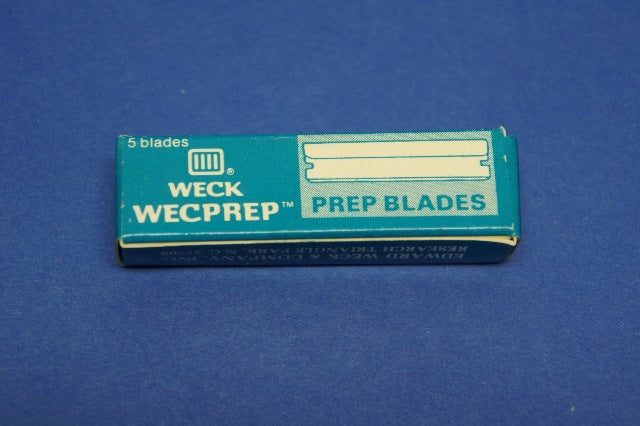 5 blades
®
WECK
WECPREP™
PREP BLADES
EDWARD WECK & COMPANY, INC.
RESEARCH TRIANGLE PARK, N.C. 27709